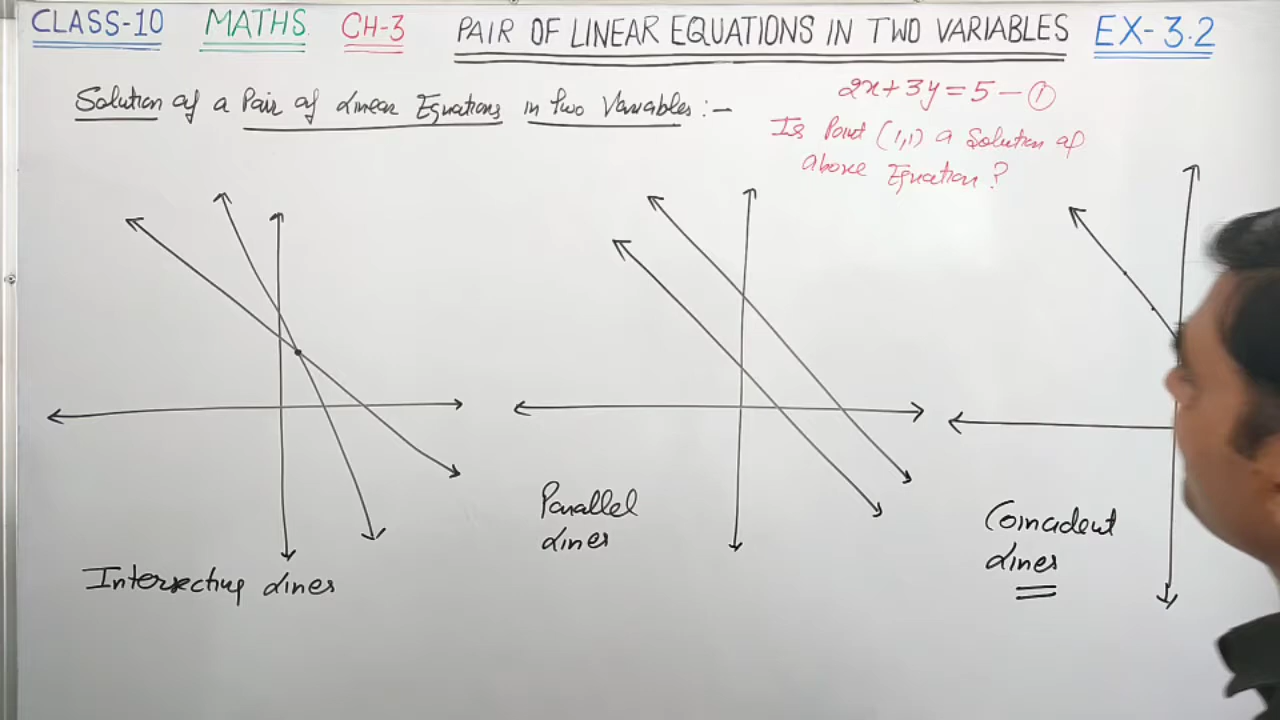 CLASS-10 MATHS CH-3 PAIR OF LINEAR EQUATIONS IN TWO VARIABLES EX-3.2
Solution of a Pair of Linear Equations in two Variables :-
2x + 3y = 5 - ①
Is Point (1,1) a Solution of
above Equation ?
Intersecting Lines
Parallel
Lines
Coincident
Lines